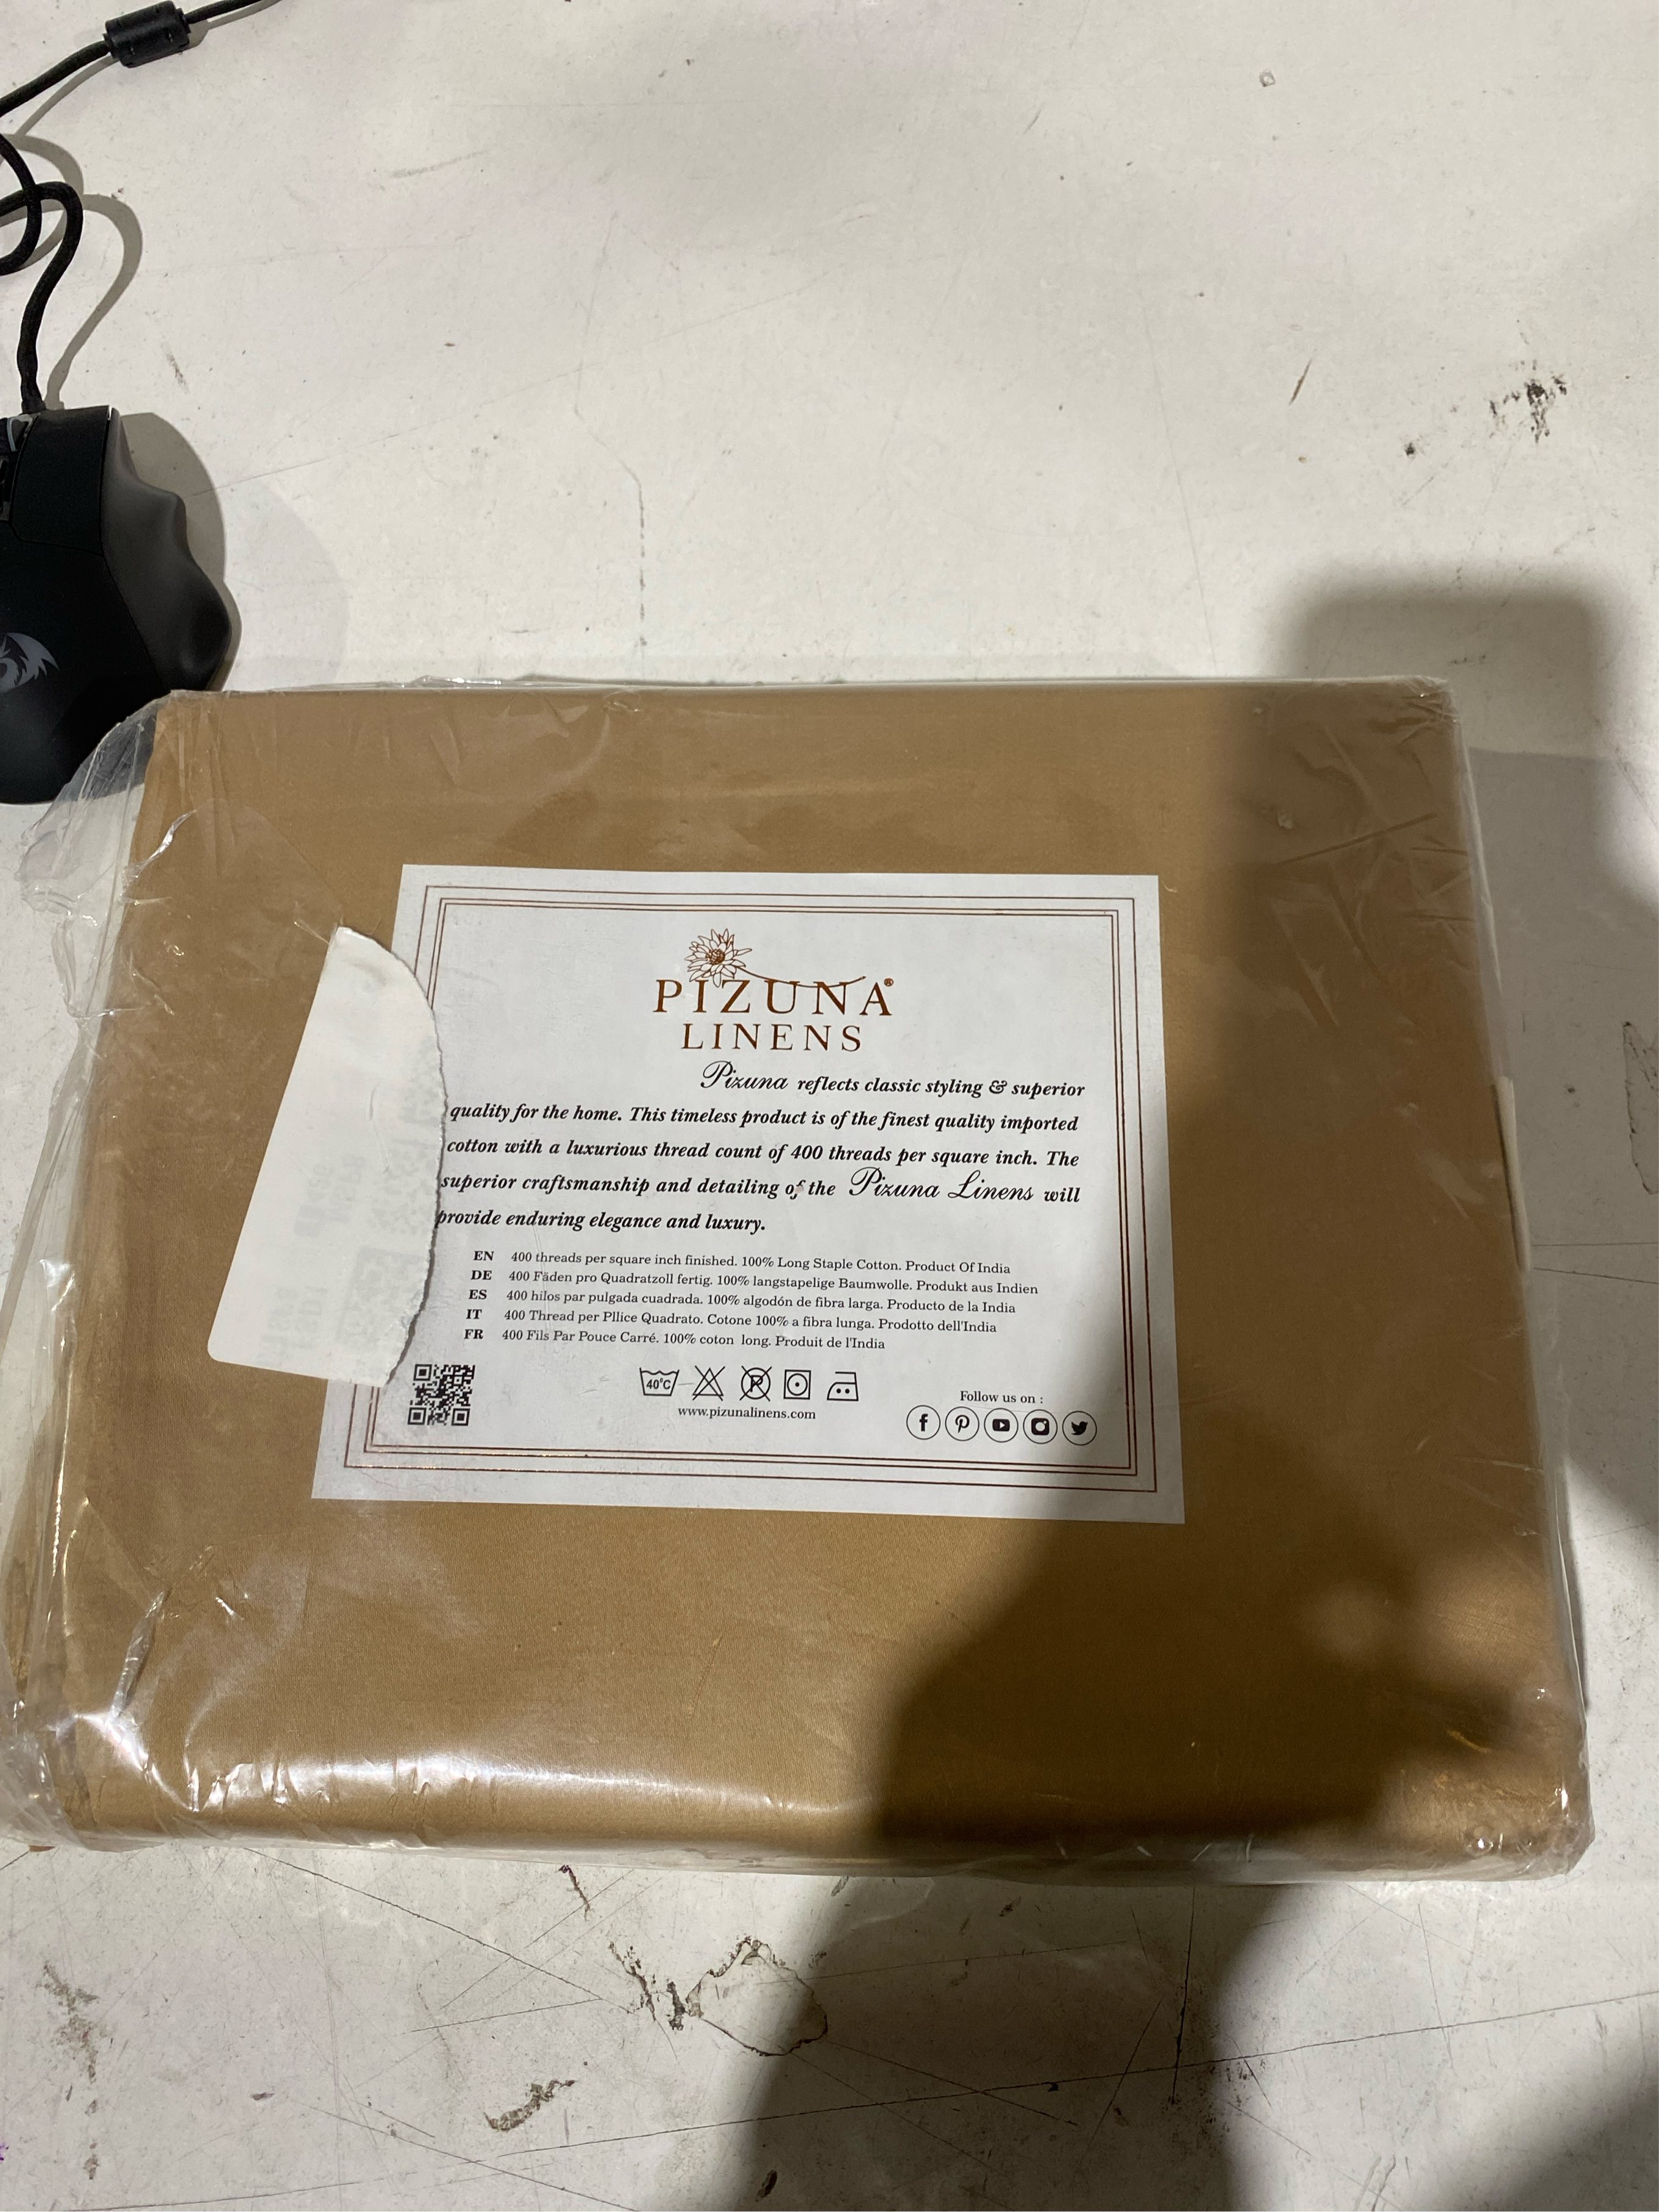 PIZUNA®
LINENS
Pizuna reflects classic styling & superior
quality for the home. This timeless product is of the finest quality imported
cotton with a luxurious thread count of 400 threads per square inch. The
superior craftsmanship and detailing of the Pizuna Linens will
provide enduring elegance and luxury.
EN 400 threads per square inch finished. 100% Long Staple Cotton. Product Of India
DE 400 Fäden pro Quadratzoll fertig. 100% langstapelige Baumwolle. Produkt aus Indien
ES 400 hilos par pulgada cuadrada. 100% algodón de fibra larga. Producto de la India
IT 400 Thread per Pllice Quadrato. Cotone 100% a fibra lunga. Prodotto dell'India
FR 400 Fils Par Pouce Carré. 100% coton long. Produit de l'India
40°C P
www.pizunalinens.com
Follow us on :